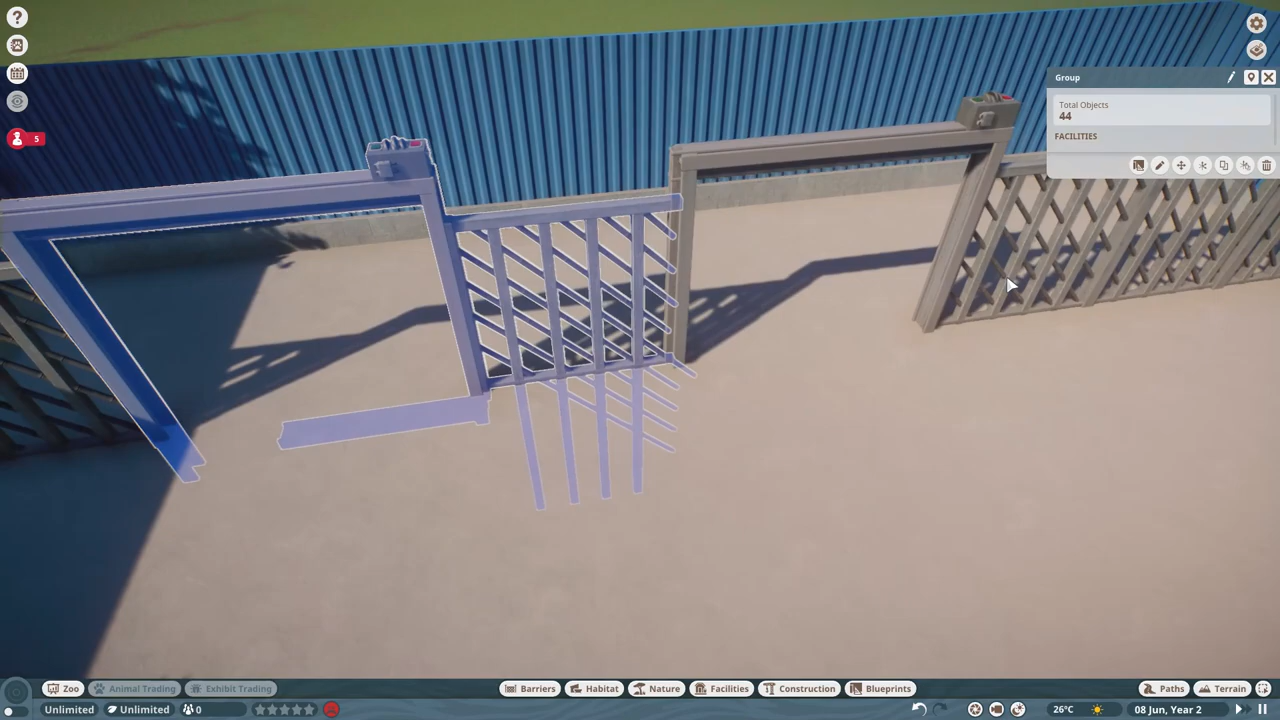 ?
5
Group
Total Objects
44
FACILITIES
Zoo
Animal Trading
Exhibit Trading
Barriers
Habitat
Nature
Facilities
Construction
Blueprints
Paths
Terrain
Unlimited
Unlimited
0
26°C
08 Jun, Year 2